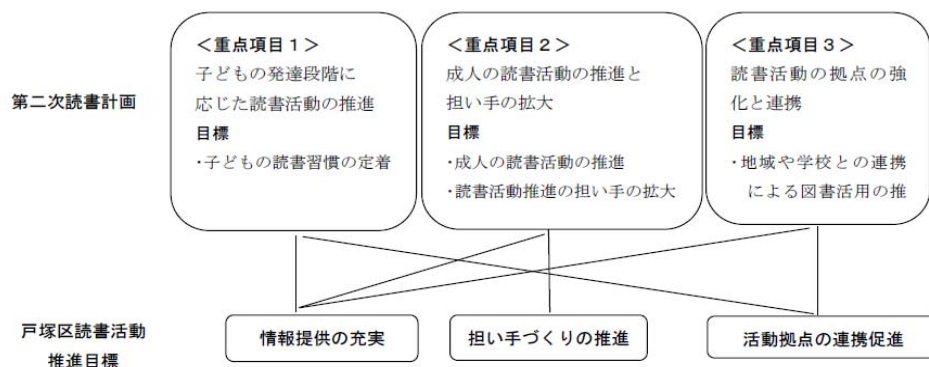 第二次読書計画
＜重点項目１＞
子どもの発達段階に
応じた読書活動の推進
目標
・子どもの読書習慣の定着
＜重点項目２＞
成人の読書活動の推進と
担い手の拡大
目標
・成人の読書活動の推進
・読書活動推進の担い手の拡大
＜重点項目３＞
読書活動の拠点の強
化と連携
目標
・地域や学校との連携
による図書活用の推
戸塚区読書活動
推進目標
情報提供の充実
担い手づくりの推進
活動拠点の連携促進